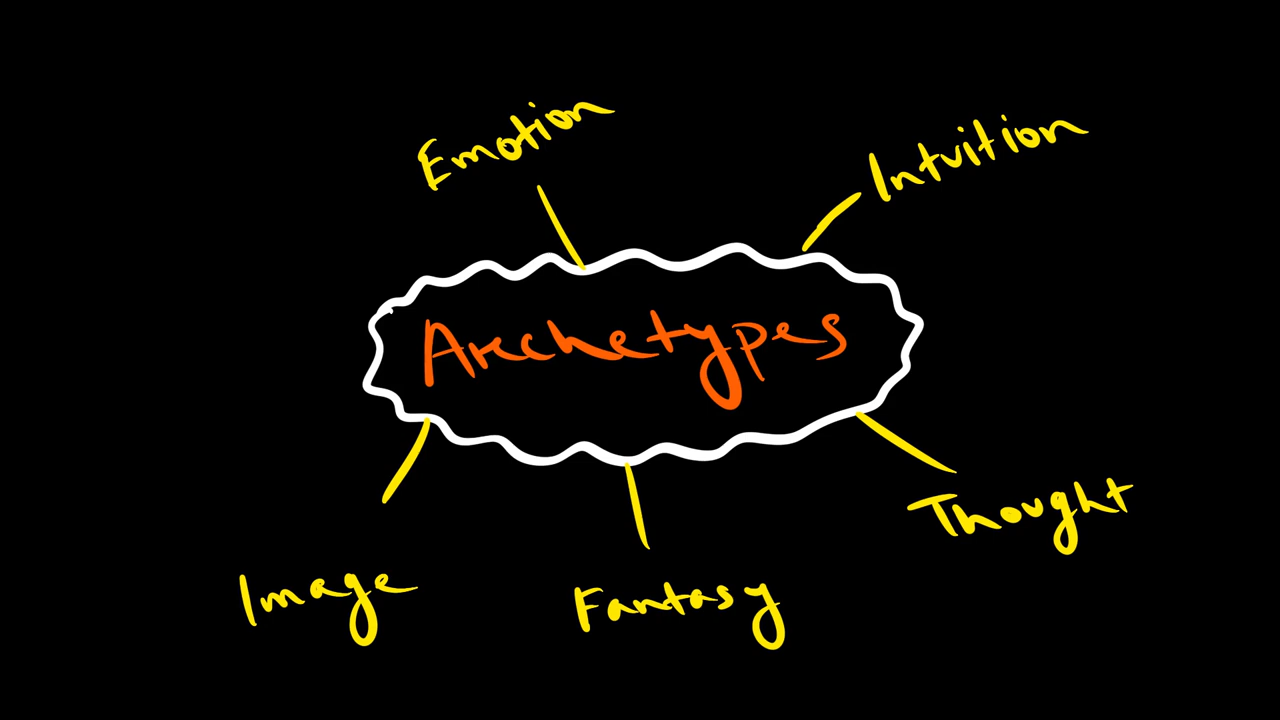 Emotion
Intuition
Archetypes
Thought
Image
Fantasy